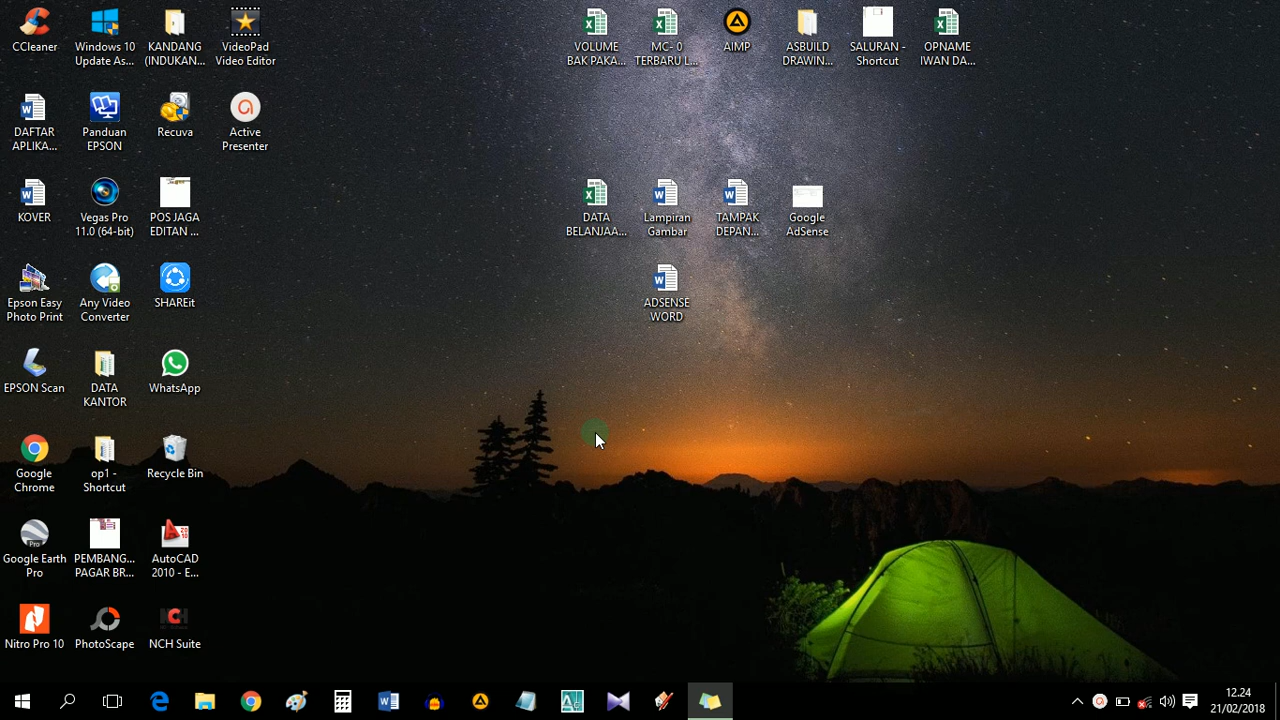 CCleaner
Windows 10
Update As...
KANDANG
(INDUKAN...
VideoPad
Video Editor
VOLUME
BAK PAKA...
MC- 0
TERBARU L...
AIMP
ASBUILD
DRAWIN...
SALURAN -
Shortcut
OPNAME
IWAN DA...
DAFTAR
APLIKA...
Panduan
EPSON
Recuva
Active
Presenter
KOVER
Vegas Pro
11.0 (64-bit)
POS JAGA
EDITAN ...
DATA
BELANJAA...
Lampiran
Gambar
TAMPAK
DEPAN...
Google
AdSense
Epson Easy
Photo Print
Any Video
Converter
SHAREit
ADSENSE
WORD
EPSON Scan
DATA
KANTOR
WhatsApp
Google
Chrome
op1 -
Shortcut
Recycle Bin
Google Earth
Pro
PEMBANG...
PAGAR BR...
AutoCAD
2010 - E...
Nitro Pro 10
PhotoScape
NCH Suite
12.24
21/02/2018